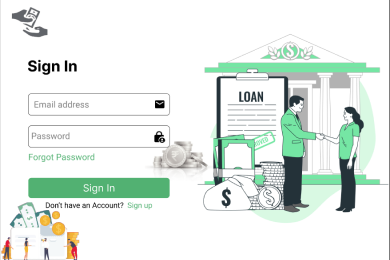 Sign In
Email address
Password
Forgot Password
Sign In
Don't have an Account? Sign up
LOAN
$
$
$